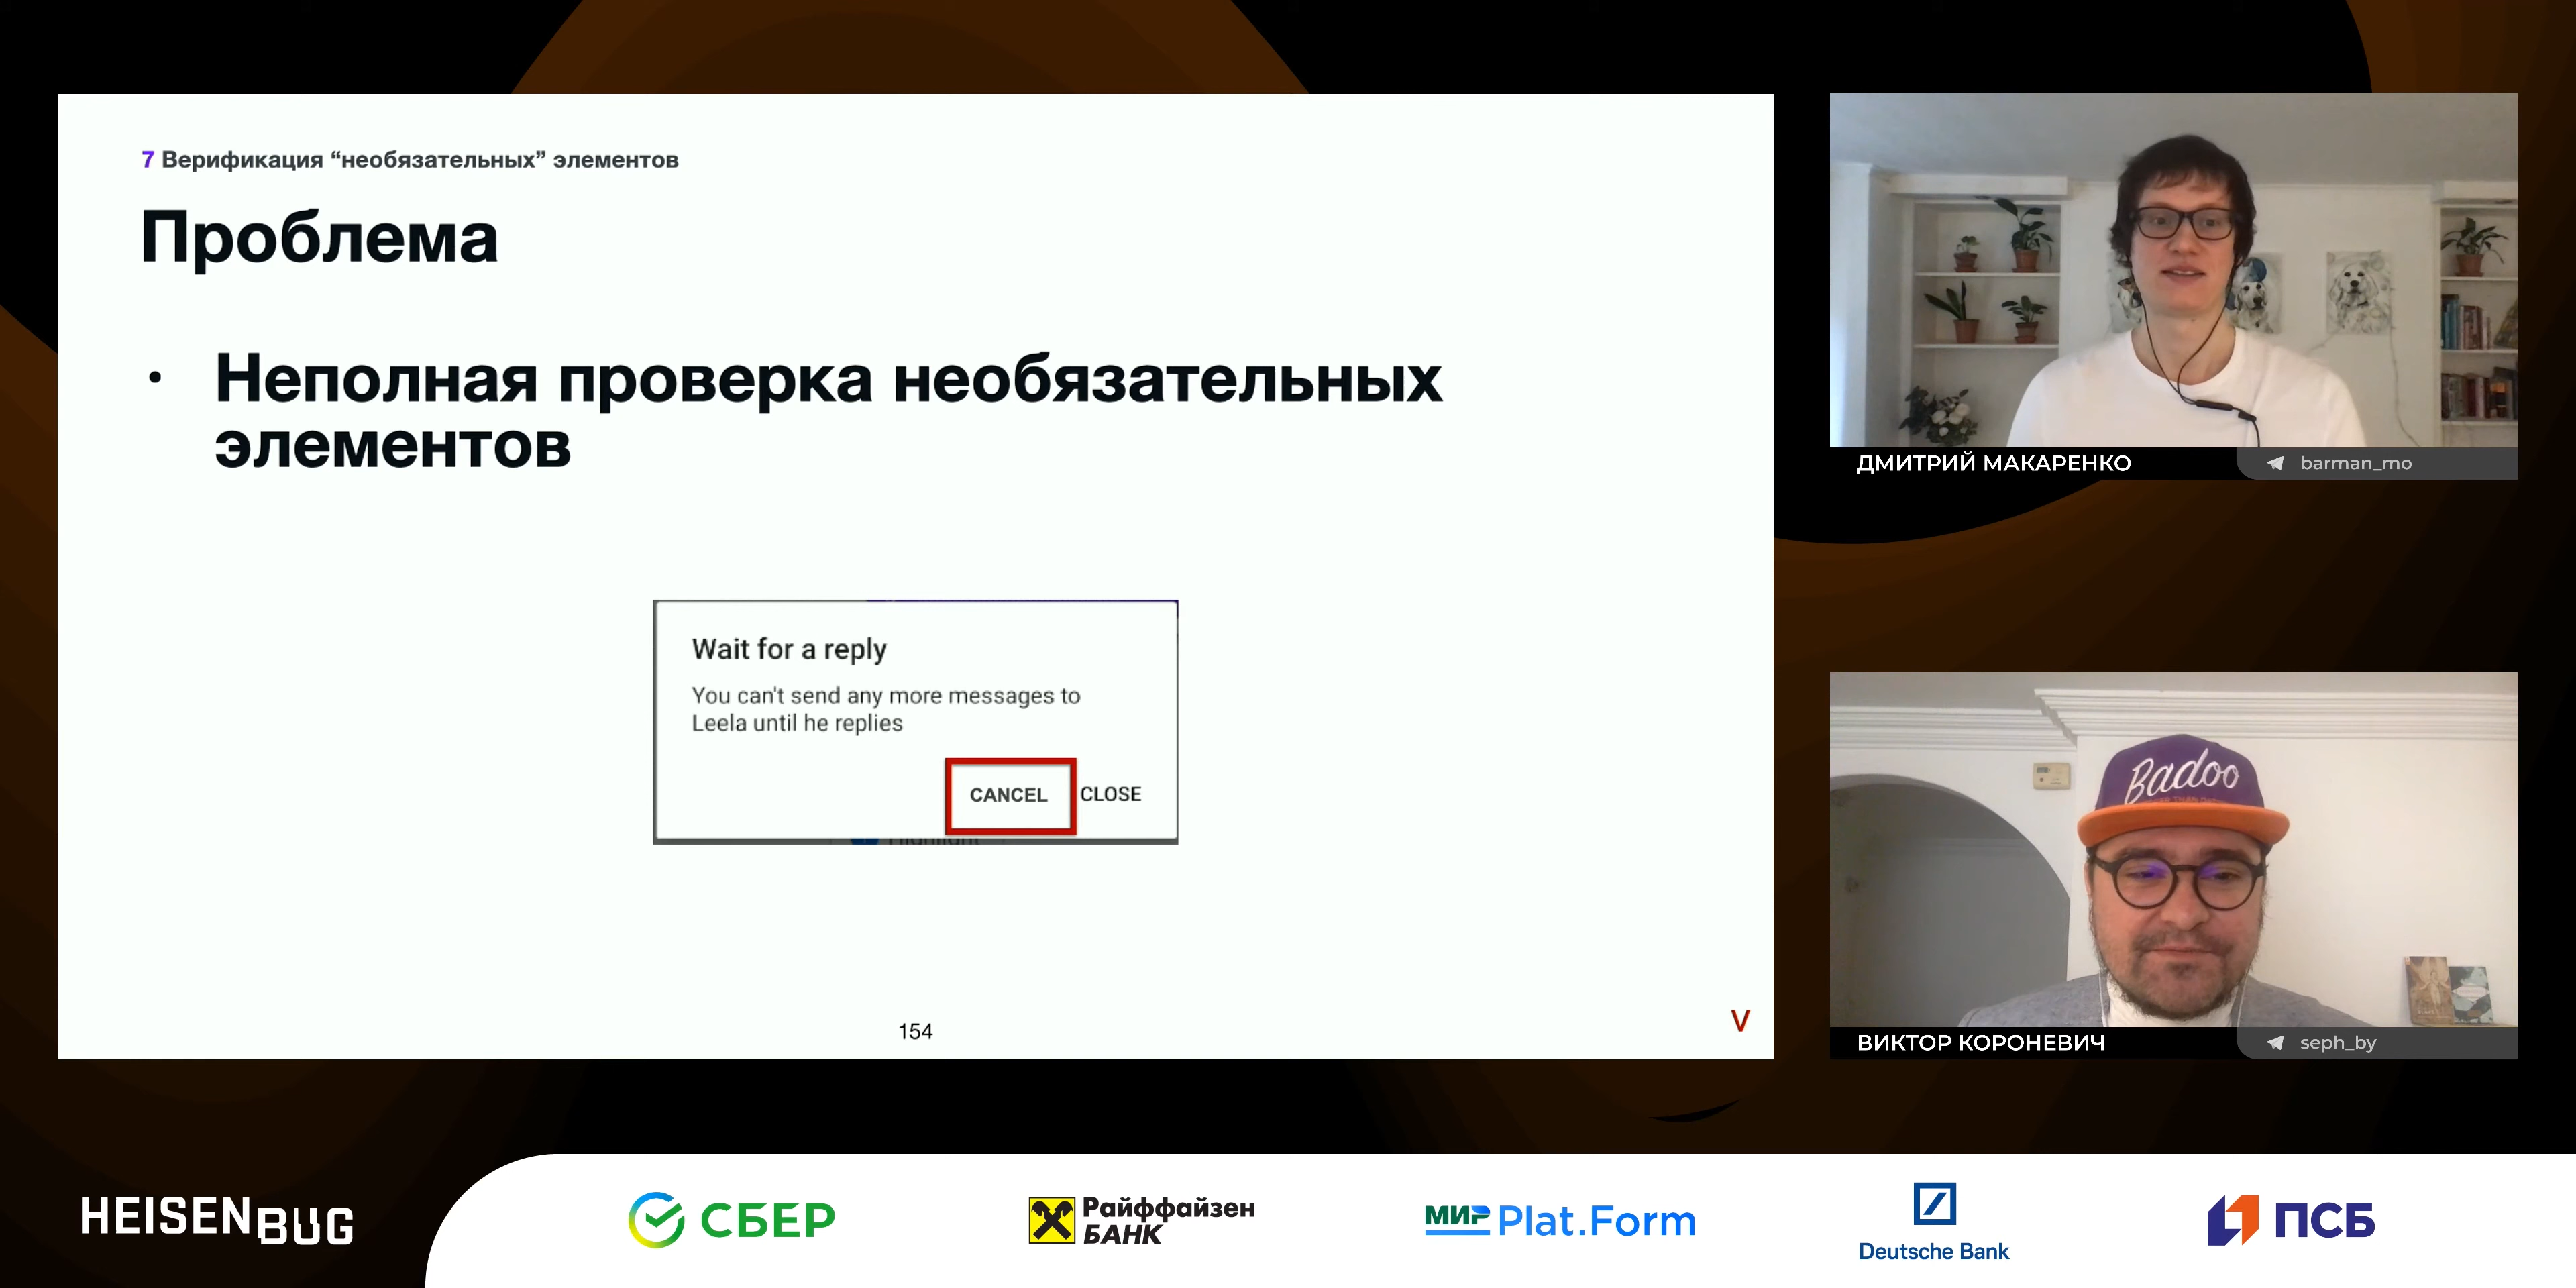 7 Верификация “необязательных” элементов
Проблема
• Неполная проверка необязательных
элементов
Wait for a reply
You can't send any more messages to
Leela until he replies
CANCEL CLOSE
154
V
ДМИТРИЙ МАКАРЕНКО
barman_mo
Badoo
ВИКТОР КОРОНЕВИЧ
seph_by
HEISENBUG
СБЕР
Райффайзен
БАНК
МИР Plat.Form
Deutsche Bank
ПСБ